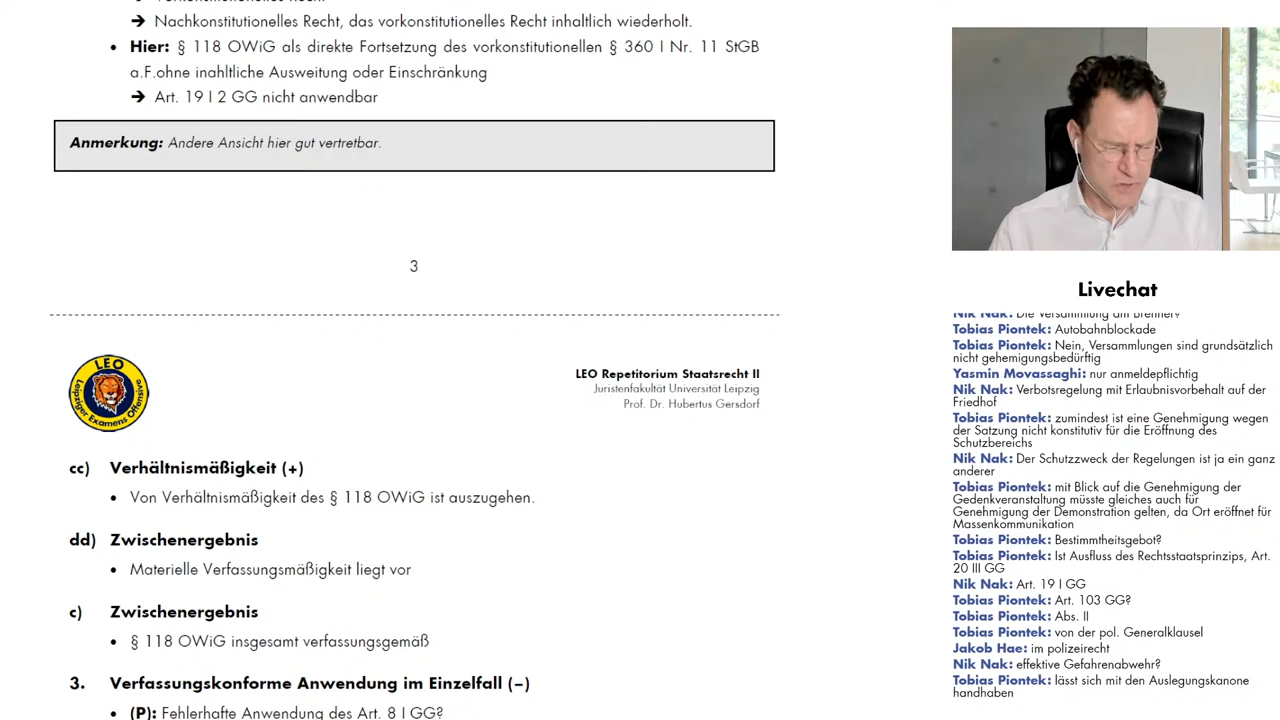 ➔ Nachkonstitutionelles Recht, das vorkonstitutionelles Recht inhaltlich wiederholt.
• Hier: § 118 OWiG als direkte Fortsetzung des vorkonstitutionellen § 360 I Nr. 11 StGB
a.F.ohne inahltliche Ausweitung oder Einschränkung
➔ Art. 19 I 2 GG nicht anwendbar
Anmerkung: Andere Ansicht hier gut vertretbar.
3
LEO
Leipziger Examens Offensive
LEO Repetitorium Staatsrecht II
Juristenfakultät Universität Leipzig
Prof. Dr. Hubertus Gersdorf
cc) Verhältnismäßigkeit (+)
• Von Verhältnismäßigkeit des § 118 OWiG ist auszugehen.
dd) Zwischenergebnis
• Materielle Verfassungsmäßigkeit liegt vor
c) Zwischenergebnis
• § 118 OWiG insgesamt verfassungsgemäß
3. Verfassungskonforme Anwendung im Einzelfall (–)
• (P): Fehlerhafte Anwendung des Art. 8 I GG?
Livechat
Nik Nak: Die Versammlung am Brenner?
Tobias Piontek: Autobahnblockade
Tobias Piontek: Nein, Versammlungen sind grundsätzlich
nicht gehemigungsbedürftig
Yasmin Movassaghi: nur anmeldepflichtig
Nik Nak: Verbotsregelung mit Erlaubnisvorbehalt auf der
Friedhof
Tobias Piontek: zumindest ist eine Genehmigung wegen
der Satzung nicht konstitutiv für die Eröffnung des
Schutzbereichs
Nik Nak: Der Schutzzweck der Regelungen ist ja ein ganz
anderer
Tobias Piontek: mit Blick auf die Genehmigung der
Gedenkveranstaltung müsste gleiches auch für
Genehmigung der Demonstration gelten, da Ort eröffnet für
Massenkommunikation
Tobias Piontek: Bestimmtheitsgebot?
Tobias Piontek: Ist Ausfluss des Rechtsstaatsprinzips, Art.
20 III GG
Nik Nak: Art. 19 I GG
Tobias Piontek: Art. 103 GG?
Tobias Piontek: Abs. II
Tobias Piontek: von der pol. Generalklausel
Jakob Hae: im polizeirecht
Nik Nak: effektive Gefahrenabwehr?
Tobias Piontek: lässt sich mit den Auslegungskanone
handhaben